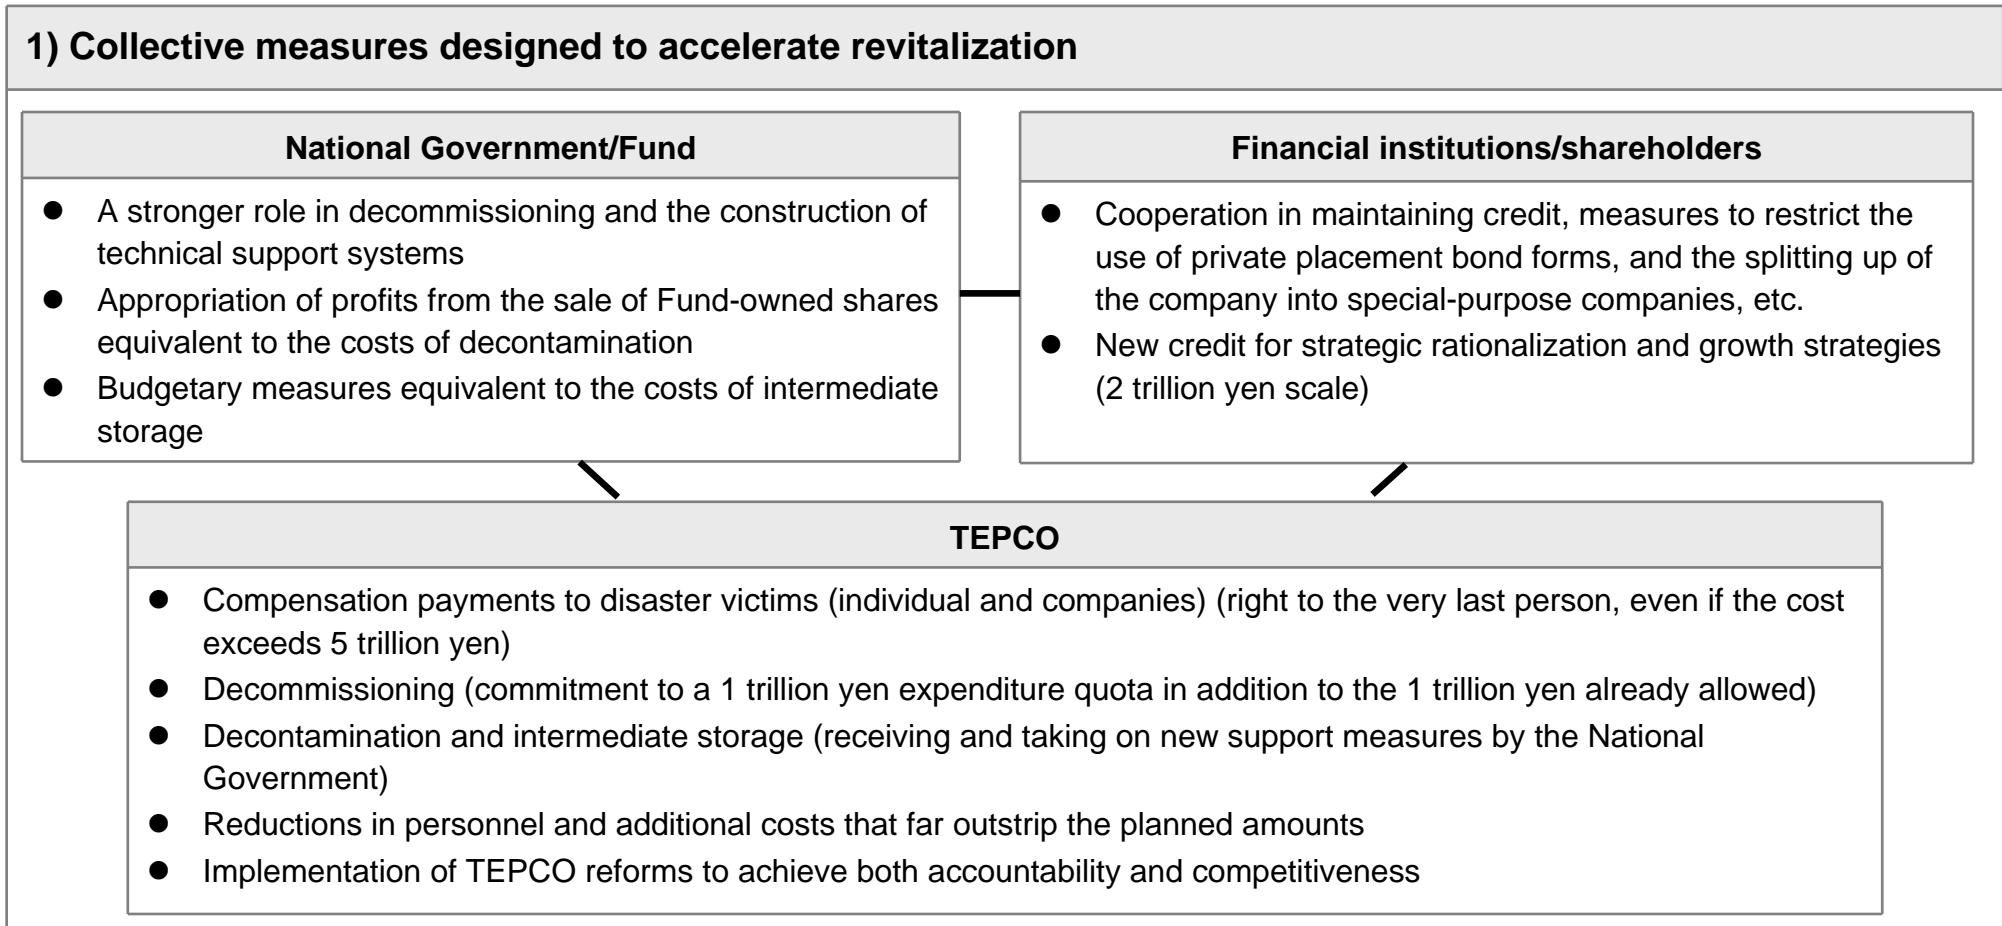 1) Collective measures designed to accelerate revitalization
National Government/Fund
● A stronger role in decommissioning and the construction of
technical support systems
● Appropriation of profits from the sale of Fund-owned shares
equivalent to the costs of decontamination
● Budgetary measures equivalent to the costs of intermediate
storage
Financial institutions/shareholders
● Cooperation in maintaining credit, measures to restrict the
use of private placement bond forms, and the splitting up of
the company into special-purpose companies, etc.
● New credit for strategic rationalization and growth strategies
(2 trillion yen scale)
TEPCO
● Compensation payments to disaster victims (individual and companies) (right to the very last person, even if the cost
exceeds 5 trillion yen)
● Decommissioning (commitment to a 1 trillion yen expenditure quota in addition to the 1 trillion yen already allowed)
● Decontamination and intermediate storage (receiving and taking on new support measures by the National
Government)
● Reductions in personnel and additional costs that far outstrip the planned amounts
● Implementation of TEPCO reforms to achieve both accountability and competitiveness